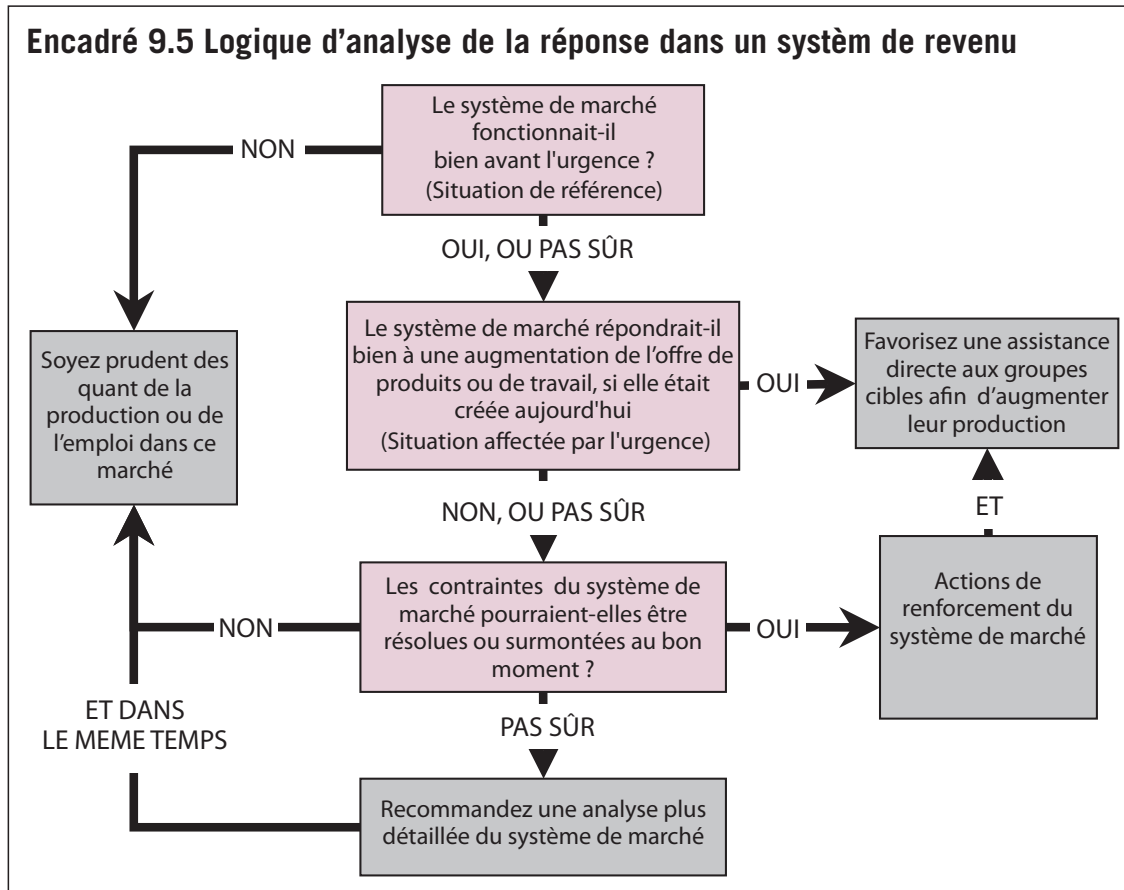 Encadré 9.5 Logique d'analyse de la réponse dans un systèm de revenu
Le système de marché
fonctionnait-il
bien avant l'urgence ?
(Situation de référence)
NON
OUI, OU PAS SÛR
Le système de marché répondrait-il
bien à une augmentation de l'offre de
produits ou de travail, si elle était
créée aujourd'hui
(Situation affectée par l'urgence)
OUI
Favorisez une assistance
directe aux groupes
cibles afin d'augmenter
leur production
Soyez prudent des
quant de la
production ou de
l'emploi dans ce
marché
NON, OU PAS SÛR
ET
Les contraintes du système de
marché pourraient-elles être
résolues ou surmontées au bon
moment ?
NON
OUI
Actions de
renforcement du
système de marché
PAS SÛR
ET DANS
LE MEME TEMPS
Recommandez une analyse plus
détaillée du système de marché